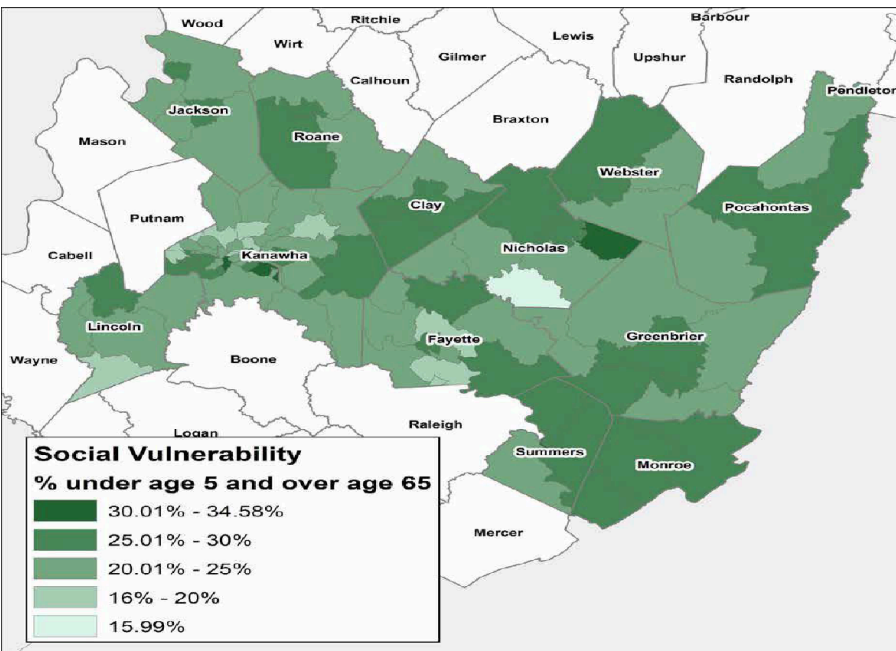 Wood
Ritchie
Barbour
Wirt
Lewis
Gilmer
Upshur
Calhoun
Randolph
Pendleton
Jackson
Braxton
Mason
Roane
Webster
Clay
Pocahontas
Putnam
Nicholas
Cabell
Kanawha
Lincoln
Fayette
Greenbrier
Wayne
Boone
Raleigh
Logan
Summers
Monroe
Mercer
Social Vulnerability
% under age 5 and over age 65
30.01% - 34.58%
25.01% - 30%
20.01% - 25%
16% - 20%
15.99%